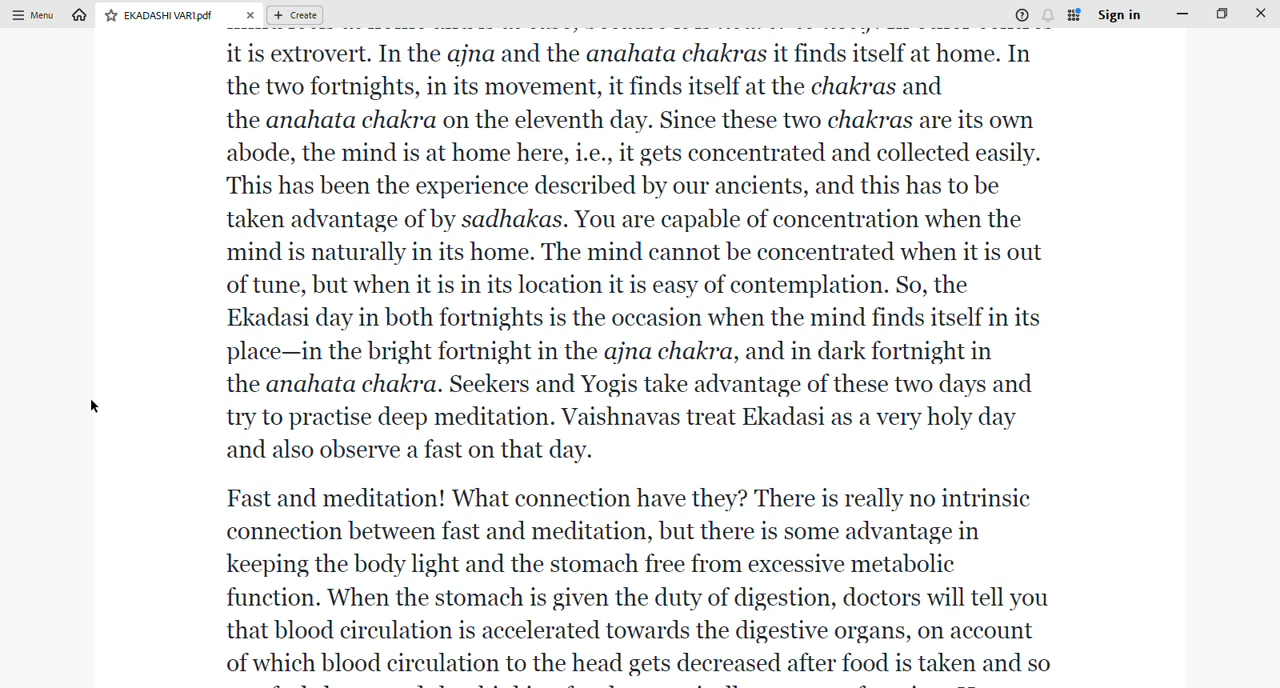 Menu
EKADASHI VAR1.pdf
Create
Sign in
it is extrovert. In the ajna and the anahata chakras it finds itself at home. In
the two fortnights, in its movement, it finds itself at the chakras and
the anahata chakra on the eleventh day. Since these two chakras are its own
abode, the mind is at home here, i.e., it gets concentrated and collected easily.
This has been the experience described by our ancients, and this has to be
taken advantage of by sadhakas. You are capable of concentration when the
mind is naturally in its home. The mind cannot be concentrated when it is out
of tune, but when it is in its location it is easy of contemplation. So, the
Ekadasi day in both fortnights is the occasion when the mind finds itself in its
place—in the bright fortnight in the ajna chakra, and in dark fortnight in
the anahata chakra. Seekers and Yogis take advantage of these two days and
try to practise deep meditation. Vaishnavas treat Ekadasi as a very holy day
and also observe a fast on that day.
Fast and meditation! What connection have they? There is really no intrinsic
connection between fast and meditation, but there is some advantage in
keeping the body light and the stomach free from excessive metabolic
function. When the stomach is given the duty of digestion, doctors will tell you
that blood circulation is accelerated towards the digestive organs, on account
of which blood circulation to the head gets decreased after food is taken and so